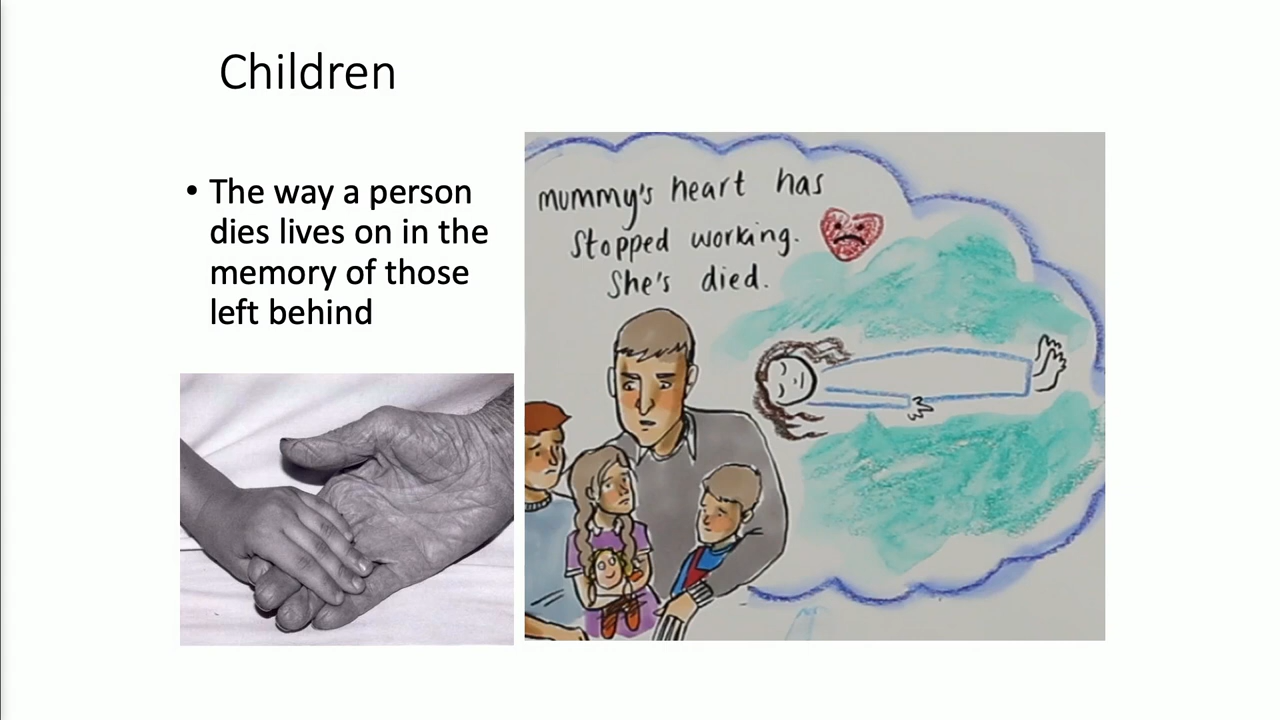 Children
• The way a person
dies lives on in the
memory of those
left behind
mummy's heart has
stopped working.
She's died.